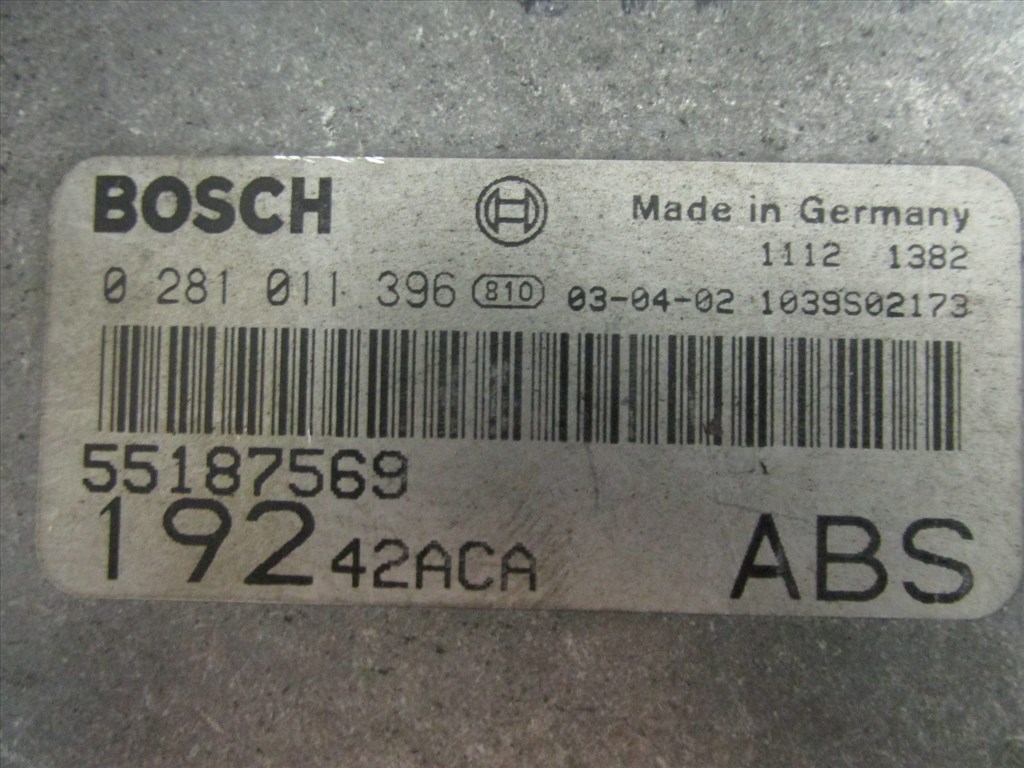 BOSCH Made in Germany
1112 1382
0 281 011 396 810 03-04-02 1039S02173
55187569
192 42ACA ABS